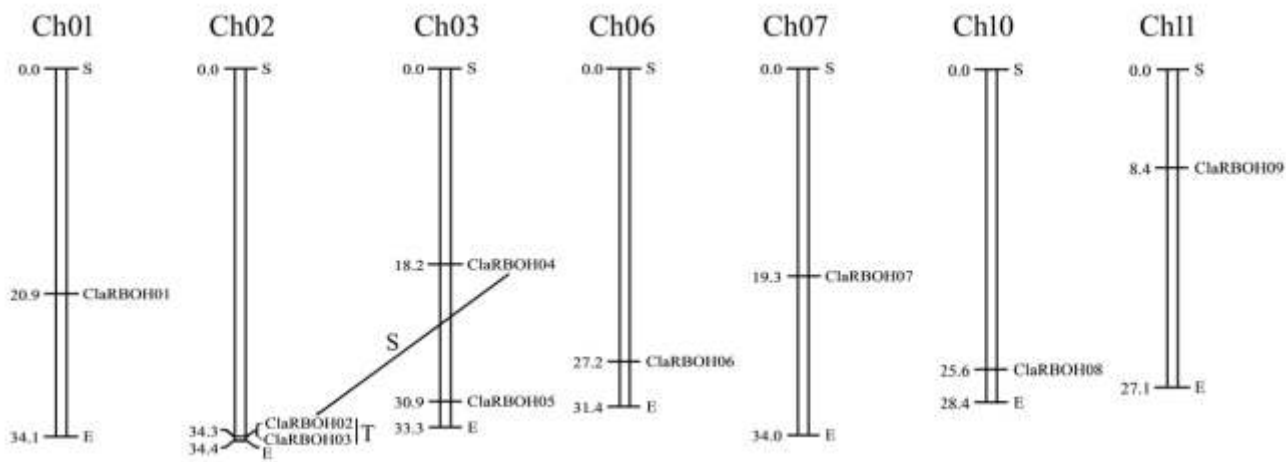 Ch01 Ch02 Ch03 Ch06 Ch07 Ch10 Ch11
0.0 S 0.0 S 0.0 S 0.0 S 0.0 S 0.0 S 0.0 S
8.4 ClaRBOH09
18.2 ClaRBOH04
19.3 ClaRBOH07
20.9 ClaRBOH01
S
27.2 ClaRBOH06
25.6 ClaRBOH08
27.1 E
30.9 ClaRBOH05
31.4 E
28.4 E
34.3 ClaRBOH02 T
33.3 E
34.1 E
ClaRBOH03
34.0 E
34.4 E